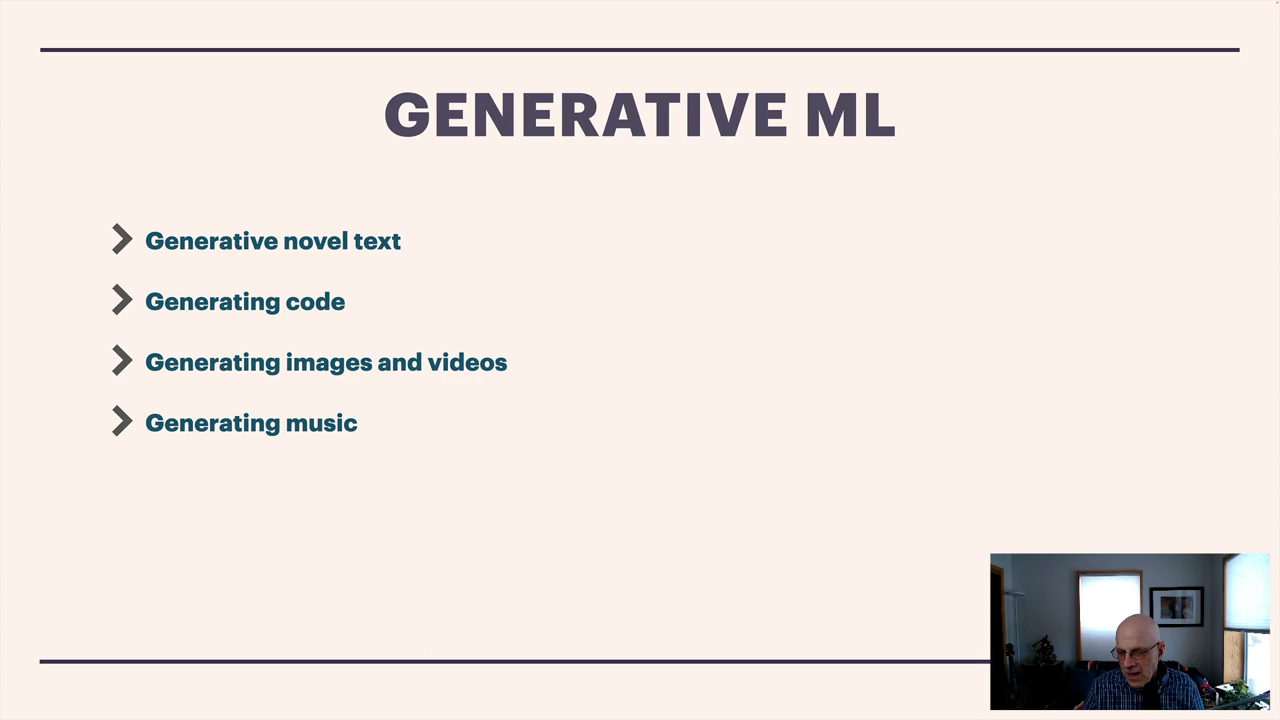 GENERATIVE ML
Generative novel text
Generating code
Generating images and videos
Generating music